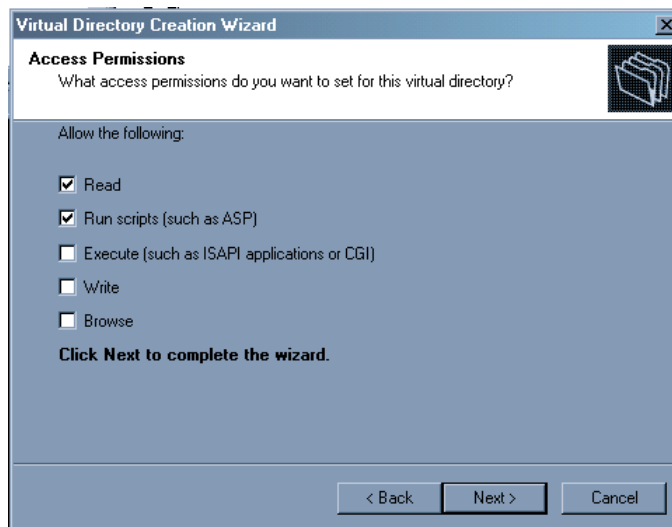 Virtual Directory Creation Wizard
Access Permissions
What access permissions do you want to set for this virtual directory?
Allow the following:
Read
Run scripts (such as ASP)
Execute (such as ISAPI applications or CGI)
Write
Browse
Click Next to complete the wizard.
< Back Next > Cancel